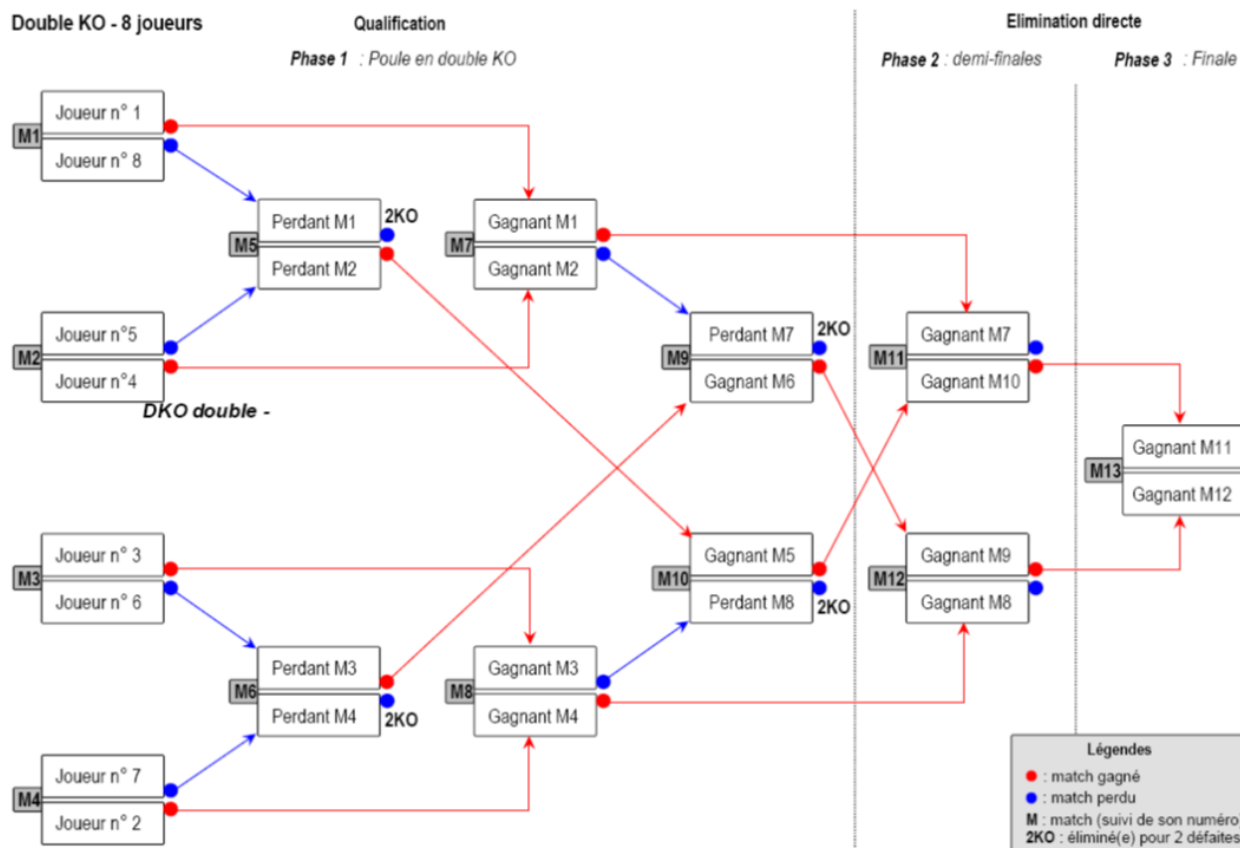 Double KO - 8 joueurs
Qualification
Elimination directe
Phase 1 : Poule en double KO
Phase 2 : demi-finales
Phase 3 : Finale
M1
Joueur n° 1
Joueur n° 8
M5
Perdant M1
Perdant M2
2KO
M7
Gagnant M1
Gagnant M2
M2
Joueur n°5
Joueur n°4
DKO double -
M9
Perdant M7
Gagnant M6
2KO
M11
Gagnant M7
Gagnant M10
M13
Gagnant M11
Gagnant M12
M3
Joueur n° 3
Joueur n° 6
M10
Gagnant M5
Perdant M8
2KO
M12
Gagnant M9
Gagnant M8
M6
Perdant M3
Perdant M4
2KO
M8
Gagnant M3
Gagnant M4
M4
Joueur n° 7
Joueur n° 2
Légendes
: match gagné
: match perdu
M : match (suivi de son numéro)
2KO : éliminé(e) pour 2 défaites